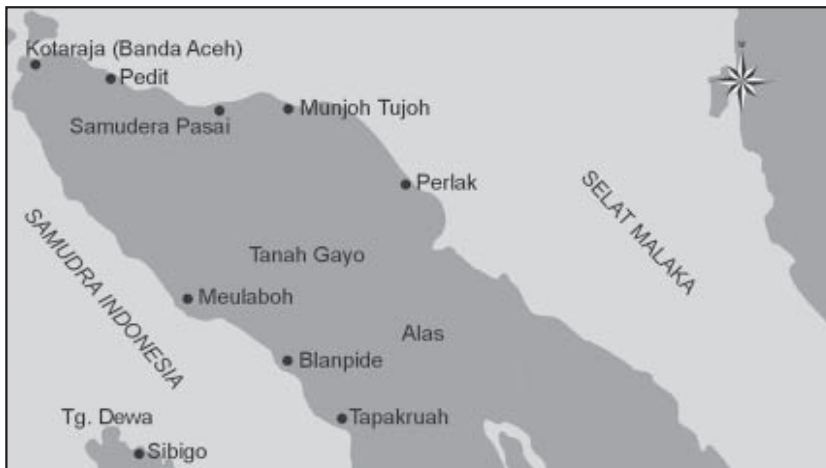 Kotaraja (Banda Aceh)
Pedit
Samudera Pasai
Munjoh Tujoh
Perlak
SELAT MALAKA
Tanah Gayo
SAMUDRA INDONESIA
Meulaboh
Alas
Blanpide
Tg. Dewa
Tapakruah
Sibigo